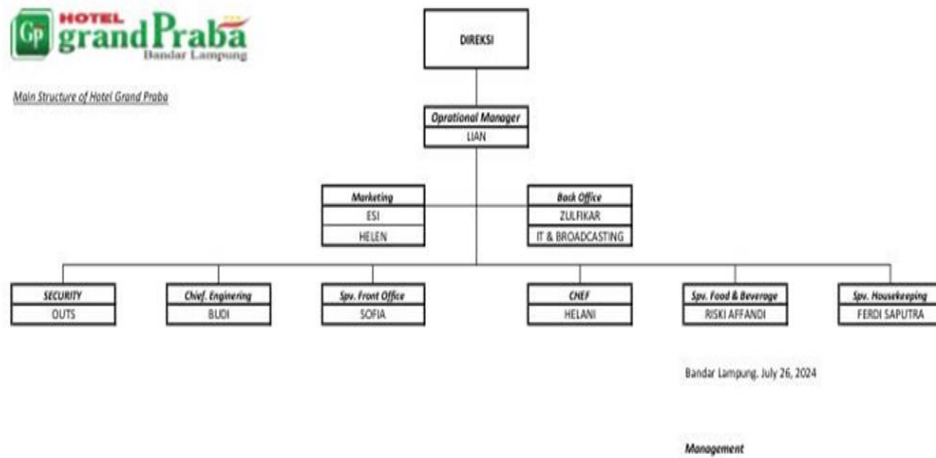 Gp HOTEL
grand Praba
Bandar Lampung
Main Structure of Hotel Grand Praba
DIREKSI
Oprational Manager
LIAN
Marketing
ESI
HELEN
Back Office
ZULFIKAR
IT & BROADCASTING
SECURITY
OUTS
Chief. Enginering
BUDI
Spv. Front Office
SOFIA
CHEF
HELANI
Spv. Food & Beverage
RISKI AFFANDI
Spv. Housekeeping
FERDI SAPUTRA
Bandar Lampung. July 26, 2024
Management